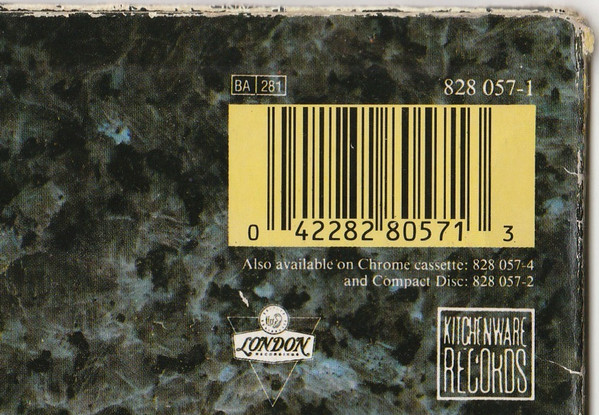 BA 281
828 057-1
0 42282 80571 3
Also available on Chrome cassette: 828 057-4
and Compact Disc: 828 057-2
LONDON
RECORDINGS
KITCHENWARE
RECORDS